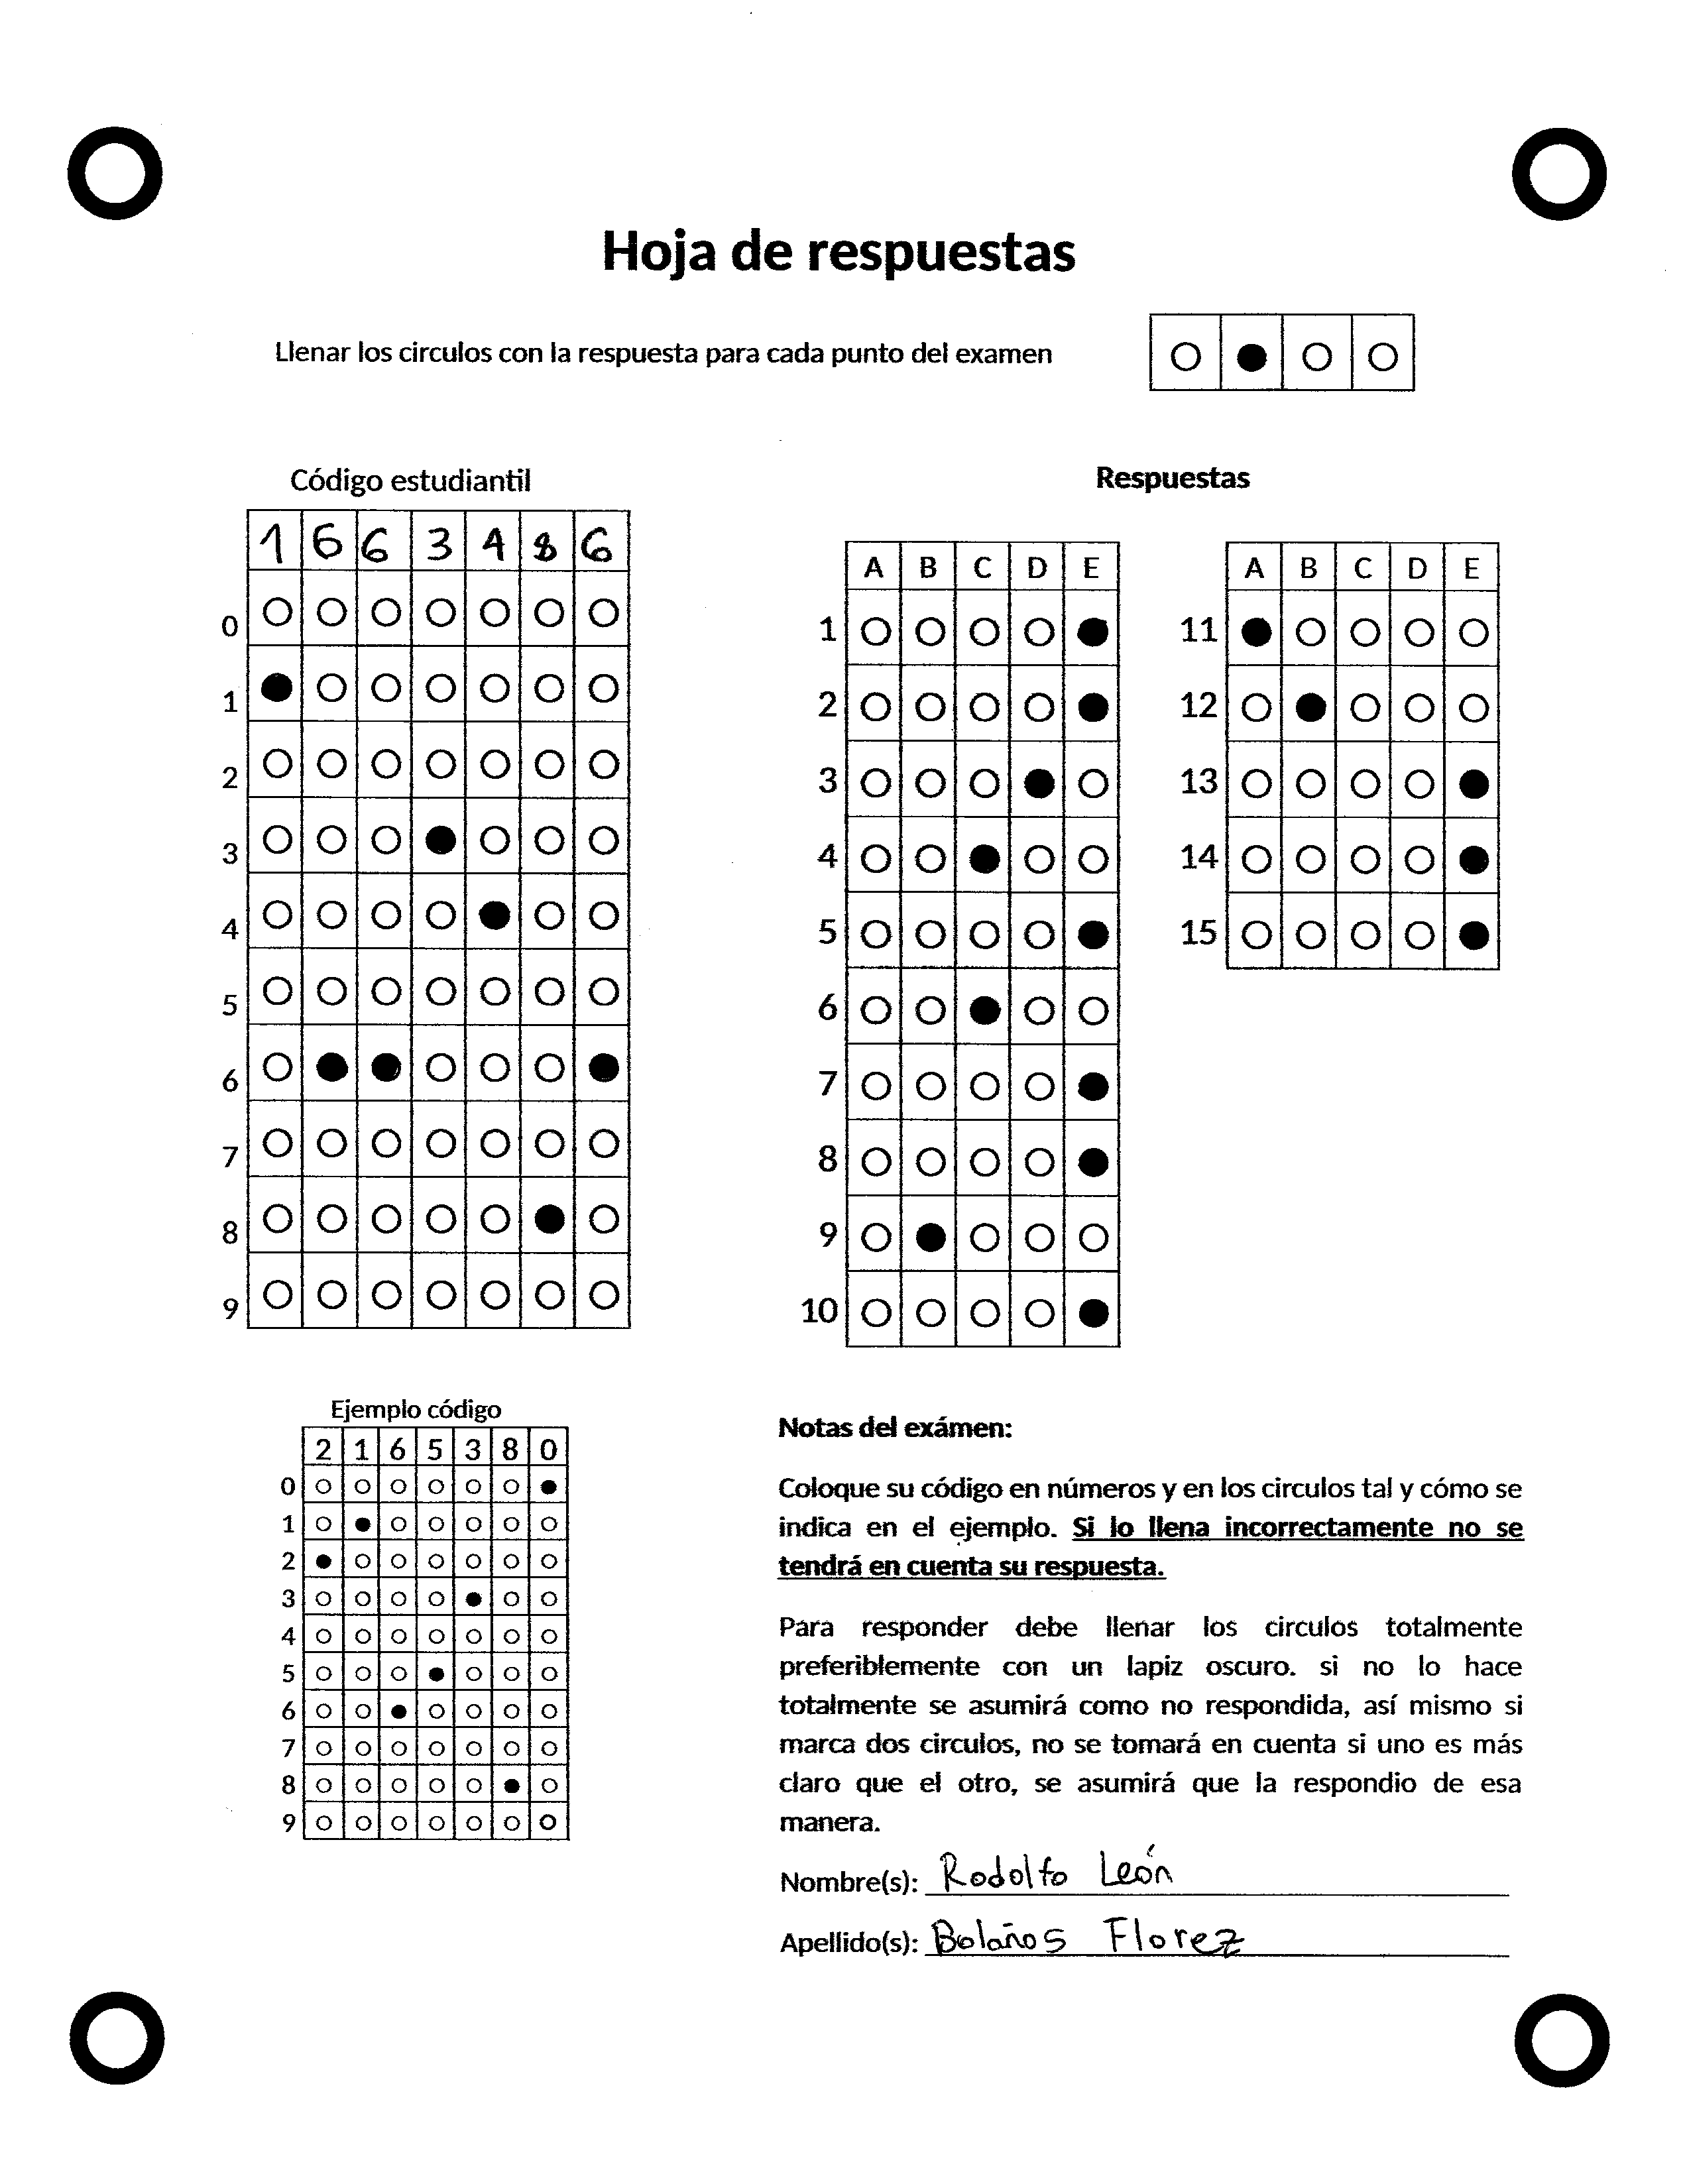 Hoja de respuestas
Llenar los circulos con la respuesta para cada punto del examen
Código estudiantil
1 6 6 3 4 8 6
0
1
2
3
4
5
6
7
8
9
Respuestas
A B C D E
1
2
3
4
5
6
7
8
9
10
A B C D E
11
12
13
14
15
Ejemplo código
2 1 6 5 3 8 0
0
1
2
3
4
5
6
7
8
9
Notas del exámen:
Coloque su código en números y en los circulos tal y cómo se
indica en el ejemplo. Si lo llena incorrectamente no se
tendrá en cuenta su respuesta.
Para responder debe llenar los circulos totalmente
preferiblemente con un lapiz oscuro. si no lo hace
totalmente se asumirá como no respondida, así mismo si
marca dos circulos, no se tomará en cuenta si uno es más
claro que el otro, se asumirá que la respondio de esa
manera.
Nombre(s): Rodolfo León
Apellido(s): Bolaños Florez